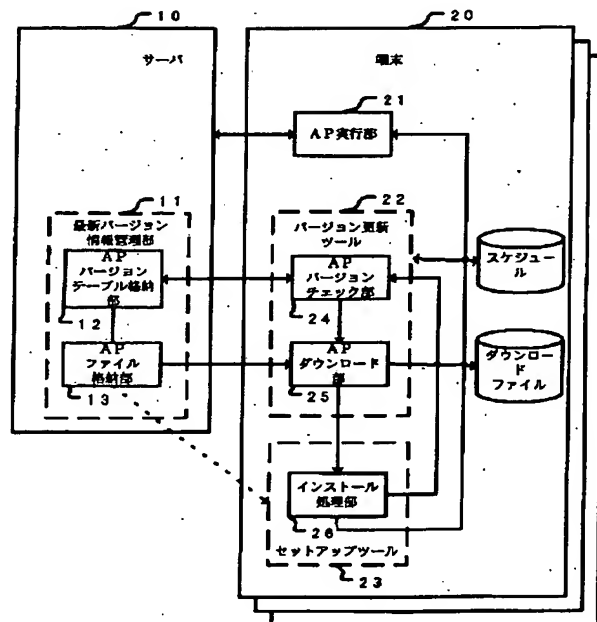 10
サーバ
20
端末
21
AP実行部
11
最新バージョン
情報管理部
AP
バージョン
テーブル格納
部
12
AP
ファイル
格納部
13
22
バージョン更新
ツール
AP
バージョン
チェック部
24
AP
ダウンロード
部
25
スケジュー
ル
ダウンロ
ード
ファイル
インストール
処理部
26
セットアップツール
23